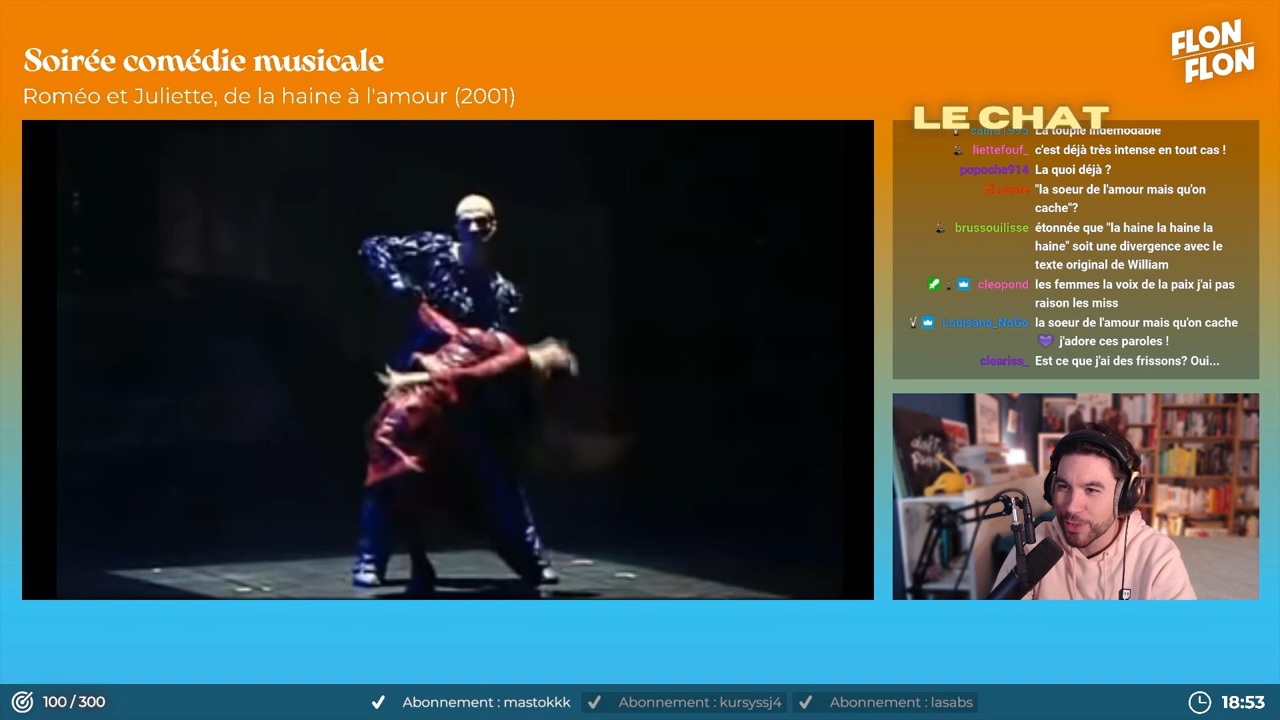 Soirée comédie musicale
Roméo et Juliette, de la haine à l'amour (2001)
FLON
FLON
LE CHAT
La toupie indémodable
liettefouf_ c'est déjà très intense en tout cas !
popoche914 La quoi déjà ?
"la soeur de l'amour mais qu'on
cache"?
brussouilisse étonnée que "la haine la haine la
haine" soit une divergence avec le
texte original de William
cleopond les femmes la voix de la paix j'ai pas
raison les miss
Louisana_NoGo la soeur de l'amour mais qu'on cache
j'adore ces paroles !
cleariss_ Est ce que j'ai des frissons? Oui...
daft
punk
100 / 300
Abonnement : mastokkk
Abonnement : kursyssj4
Abonnement : lasabs
18:53